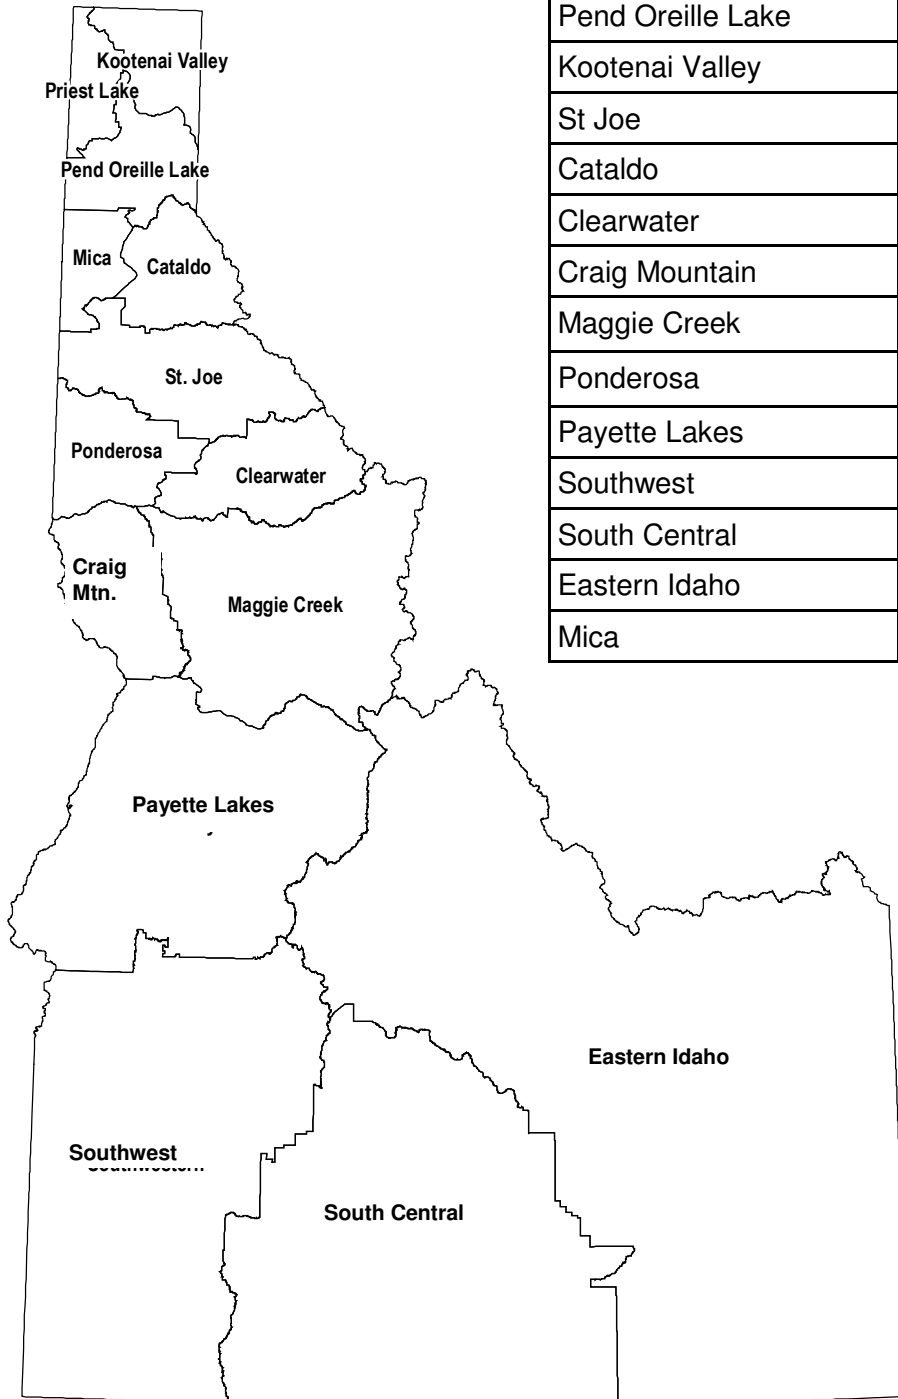 Kootenai Valley
Priest Lake
Pend Oreille Lake
Mica
Cataldo
St. Joe
Ponderosa
Clearwater
Craig
Mtn.
Maggie Creek
Payette Lakes
Eastern Idaho
Southwest
South Central
Pend Oreille Lake
Kootenai Valley
St Joe
Cataldo
Clearwater
Craig Mountain
Maggie Creek
Ponderosa
Payette Lakes
Southwest
South Central
Eastern Idaho
Mica